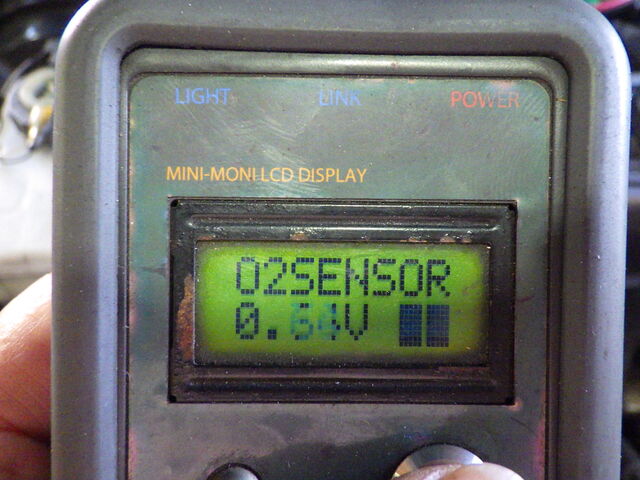 LIGHT LINK POWER
MINI-MONI LCD DISPLAY
O2SENSOR
0.64V